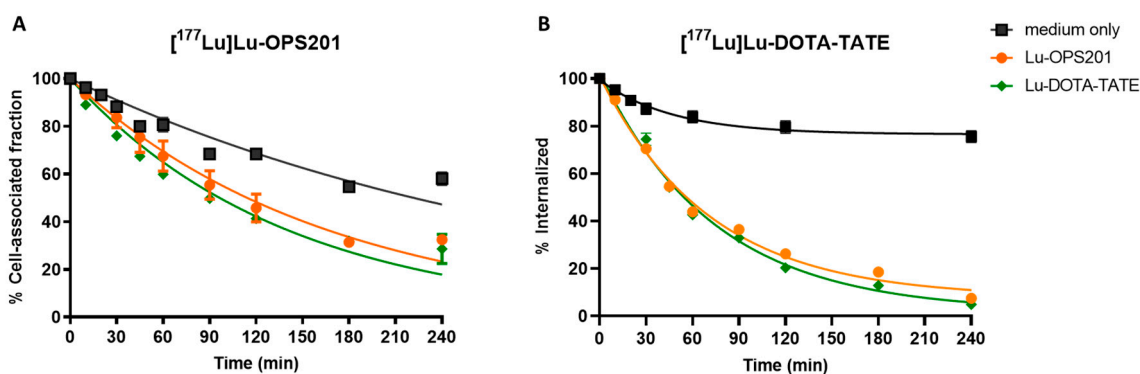 A
[¹⁷⁷Lu]Lu-OPS201
% Cell-associated fraction
100
80
60
40
20
0
0 30 60 90 120 150 180 210 240
Time (min)
B
[¹⁷⁷Lu]Lu-DOTA-TATE
% Internalized
100
80
60
40
20
0
0 30 60 90 120 150 180 210 240
Time (min)
medium only
Lu-OPS201
Lu-DOTA-TATE